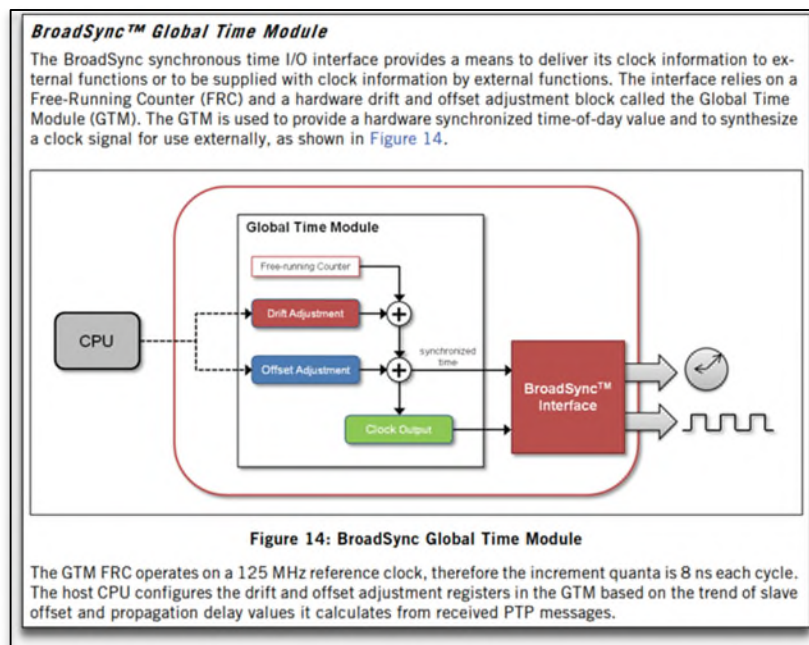 BroadSync™ Global Time Module
The BroadSync synchronous time I/O interface provides a means to deliver its clock information to ex-
ternal functions or to be supplied with clock information by external functions. The interface relies on a
Free-Running Counter (FRC) and a hardware drift and offset adjustment block called the Global Time
Module (GTM). The GTM is used to provide a hardware synchronized time-of-day value and to synthesize
a clock signal for use externally, as shown in Figure 14.
Global Time Module
Free-running Counter
Drift Adjustment
CPU
synchronized
time
Offset Adjustment
BroadSync™
Interface
Clock Output
Figure 14: BroadSync Global Time Module
The GTM FRC operates on a 125 MHz reference clock, therefore the increment quanta is 8 ns each cycle.
The host CPU configures the drift and offset adjustment registers in the GTM based on the trend of slave
offset and propagation delay values it calculates from received PTP messages.